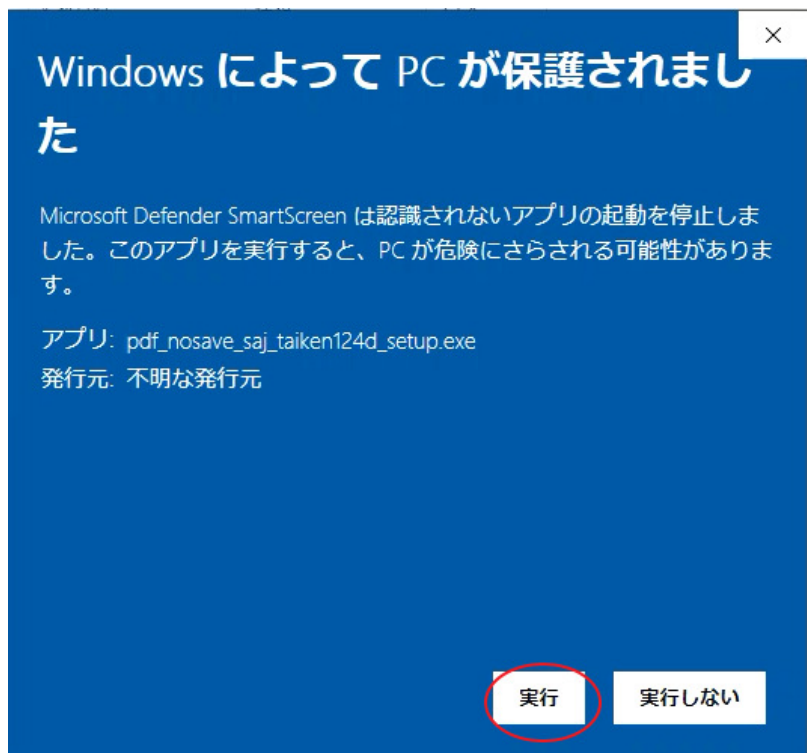 Windows によって PC が保護されまし
た
Microsoft Defender SmartScreen は認識されないアプリの起動を停止しま
した。このアプリを実行すると、PC が危険にさらされる可能性がありま
す。
アプリ: pdf_nosave_saj_taiken124d_setup.exe
発行元: 不明な発行元
実行 実行しない